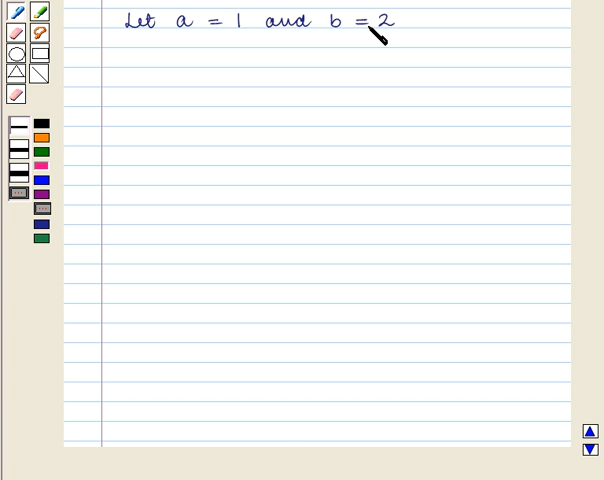 Let a = 1 and b = 2